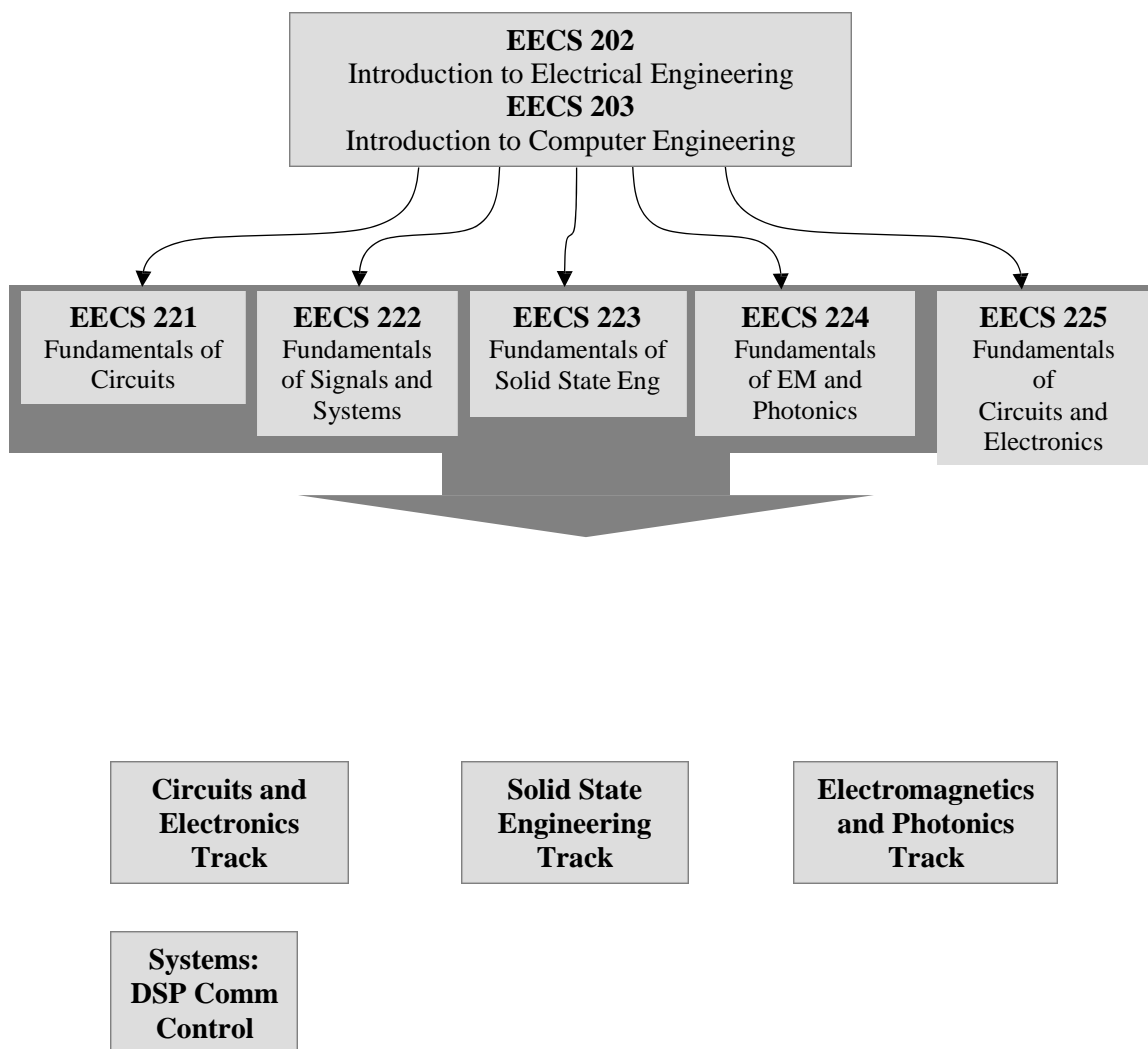 EECS 202
Introduction to Electrical Engineering
EECS 203
Introduction to Computer Engineering
EECS 221
Fundamentals of
Circuits
EECS 222
Fundamentals
of Signals and
Systems
EECS 223
Fundamentals of
Solid State Eng
EECS 224
Fundamentals
of EM and
Photonics
EECS 225
Fundamentals
of
Circuits and
Electronics
Circuits and
Electronics
Track
Solid State
Engineering
Track
Electromagnetics
and Photonics
Track
Systems:
DSP Comm
Control